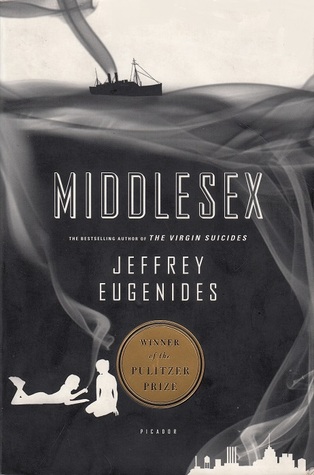 MIDDLESEX
THE BESTSELLING AUTHOR OF THE VIRGIN SUICIDES
JEFFREY
EUGENIDES
WINNER
of the
PULITZER
PRIZE
PICADOR